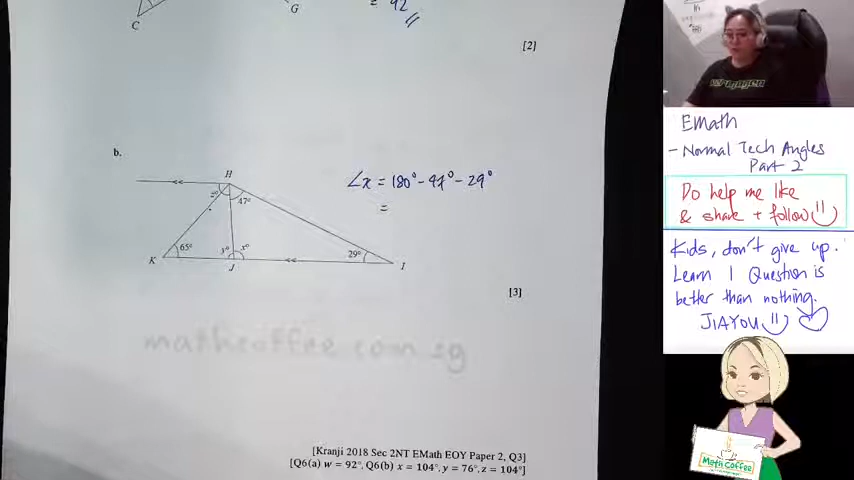 C
G
= 92
[2]
b.
H
z°
47°
∠x = 180° - 47° - 29°
=
65°
y°
x°
29°
K
J
I
[3]
mathcoffee.com.sg
[Kranji 2018 Sec 2NT EMath EOY Paper 2, Q3]
[Q6(a) w = 92°, Q6(b) x = 104°, y = 76°, z = 104°]
EMath
- Normal Tech Angles
Part 2
Do help me like
& share + follow
Kids, don't give up.
Learn 1 Question is
better than nothing.
JIAYOU
Math Coffee